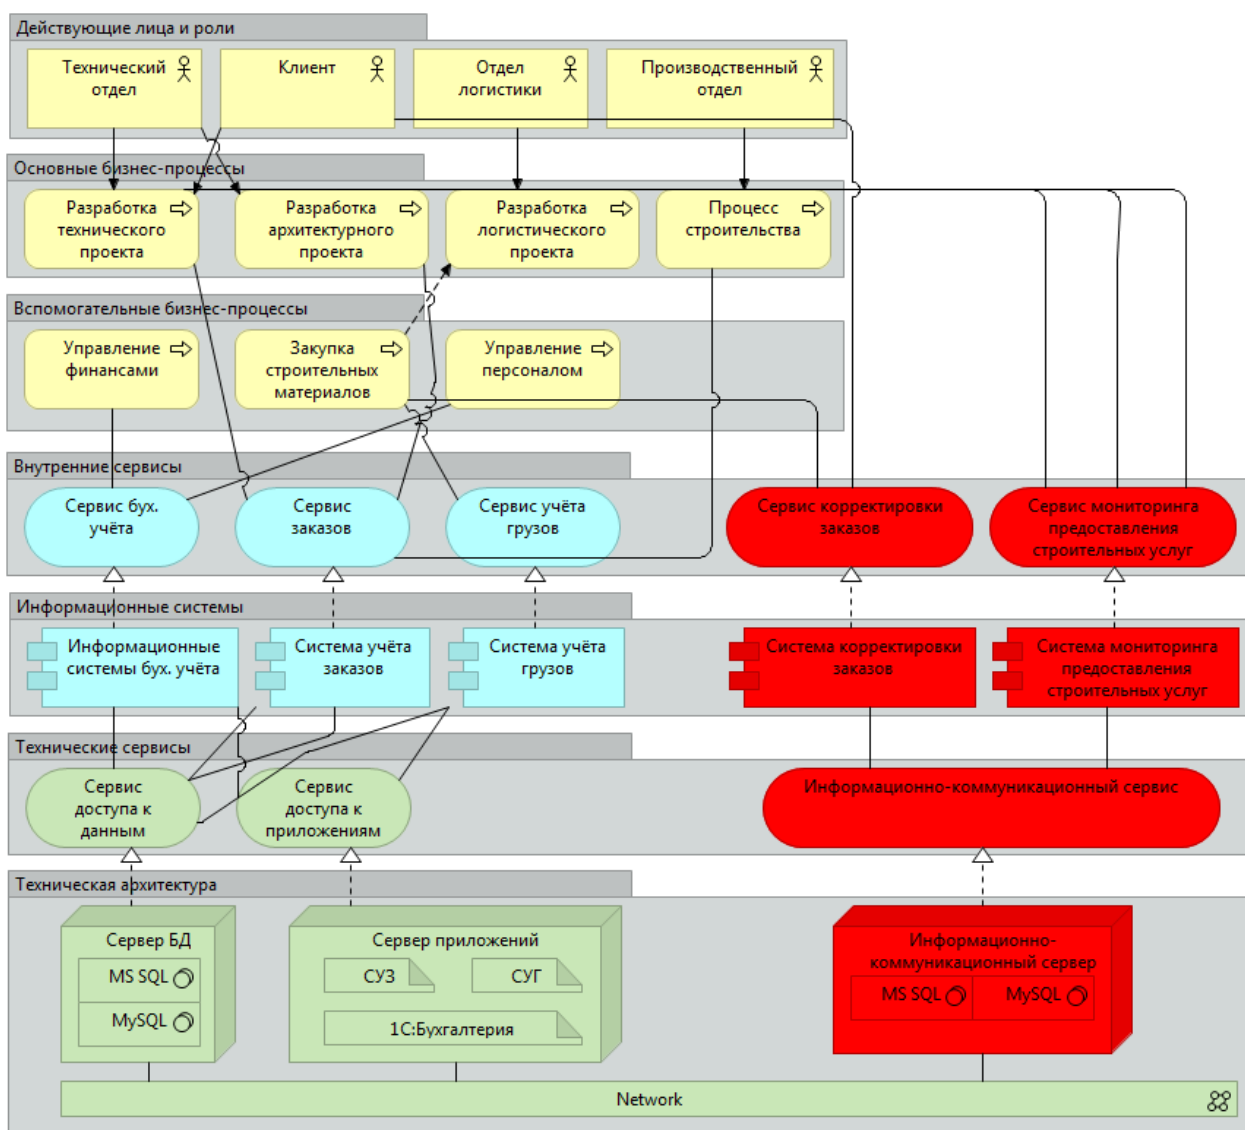 Действующие лица и роли
Технический
отдел
Клиент
Отдел
логистики
Производственный
отдел
Основные бизнес-процессы
Разработка
технического
проекта
Разработка
архитектурного
проекта
Разработка
логистического
проекта
Процесс
строительства
Вспомогательные бизнес-процессы
Управление
финансами
Закупка
строительных
материалов
Управление
персоналом
Внутренние сервисы
Сервис бух.
учёта
Сервис
заказов
Сервис учёта
грузов
Сервис корректировки
заказов
Сервис мониторинга
предоставления
строительных услуг
Информационные системы
Информационные
системы бух. учёта
Система учёта
заказов
Система учёта
грузов
Система корректировки
заказов
Система мониторинга
предоставления
строительных услуг
Технические сервисы
Сервис
доступа к
данным
Сервис
доступа к
приложениям
Информационно-коммуникационный сервис
Техническая архитектура
Сервер БД
MS SQL
MySQL
Сервер приложений
СУЗ
СУГ
1С:Бухгалтерия
Информационно-
коммуникационный сервер
MS SQL
MySQL
Network